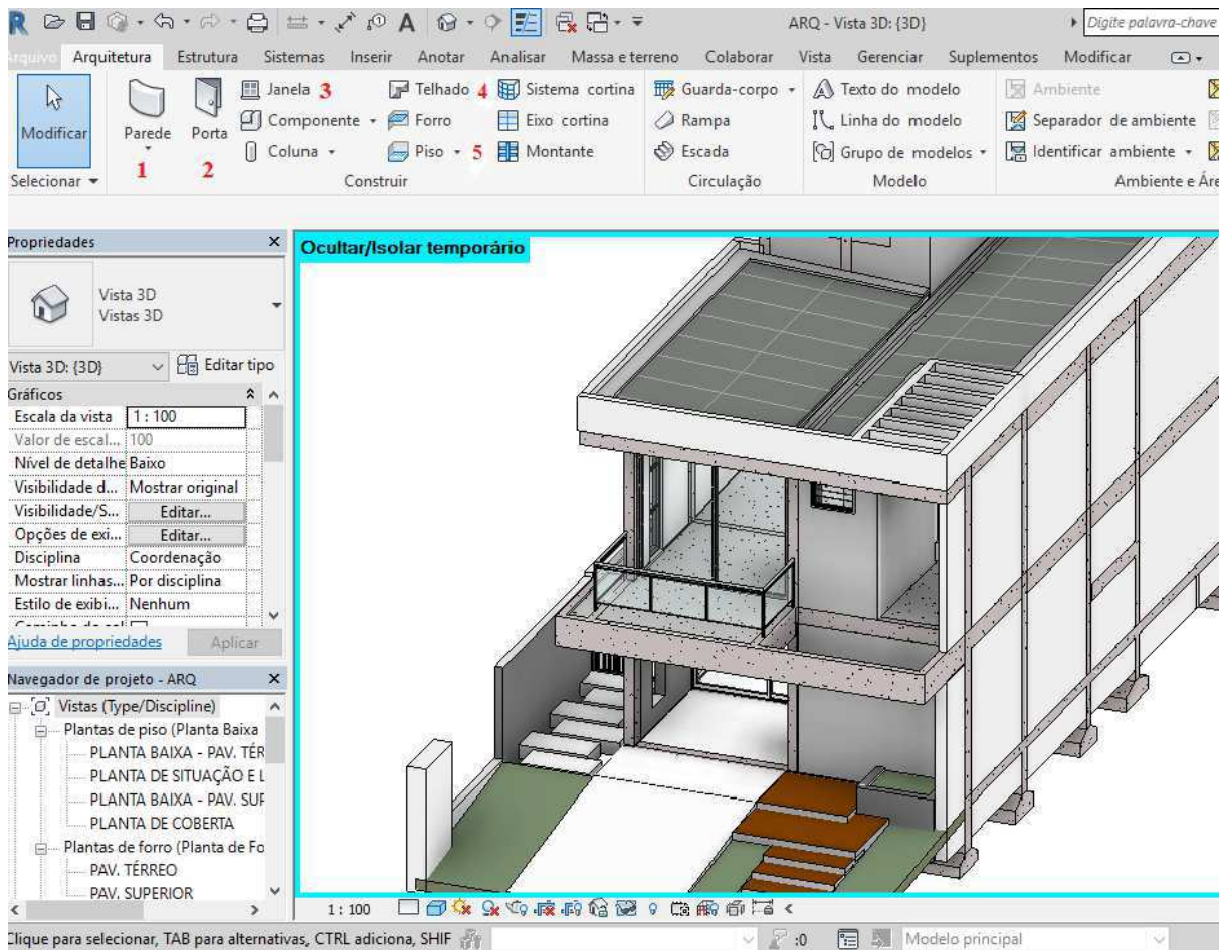 ARQ - Vista 3D: {3D}
Digite palavra-chave
Arquivo Arquitetura Estrutura Sistemas Inserir Anotar Analisar Massa e terreno Colaborar Vista Gerenciar Suplementos Modificar
Modificar
Selecionar
Parede
1
Porta
2
Janela 3
Componente
Coluna
Telhado 4
Forro
Piso 5
Sistema cortina
Eixo cortina
Montante
Construir
Guarda-corpo
Rampa
Escada
Circulação
Texto do modelo
Linha do modelo
Grupo de modelos
Modelo
Ambiente
Separador de ambiente
Identificar ambiente
Ambiente e Áre
Propriedades
Vista 3D
Vistas 3D
Vista 3D: {3D} Editar tipo
Gráficos
Escala da vista 1 : 100
Valor de escal... 100
Nível de detalhe Baixo
Visibilidade d... Mostrar original
Visibilidade/S... Editar...
Opções de exi... Editar...
Disciplina Coordenação
Mostrar linhas... Por disciplina
Estilo de exibi... Nenhum
Ajuda de propriedades Aplicar
Navegador de projeto - ARQ
Vistas (Type/Discipline)
Plantas de piso (Planta Baixa
PLANTA BAIXA - PAV. TÉR
PLANTA DE SITUAÇÃO E L
PLANTA BAIXA - PAV. SUP
PLANTA DE COBERTA
Plantas de forro (Planta de Fo
PAV. TÉRREO
PAV. SUPERIOR
Ocultar/Isolar temporário
1 : 100
Clique para selecionar, TAB para alternativas, CTRL adiciona, SHIF
:0
Modelo principal